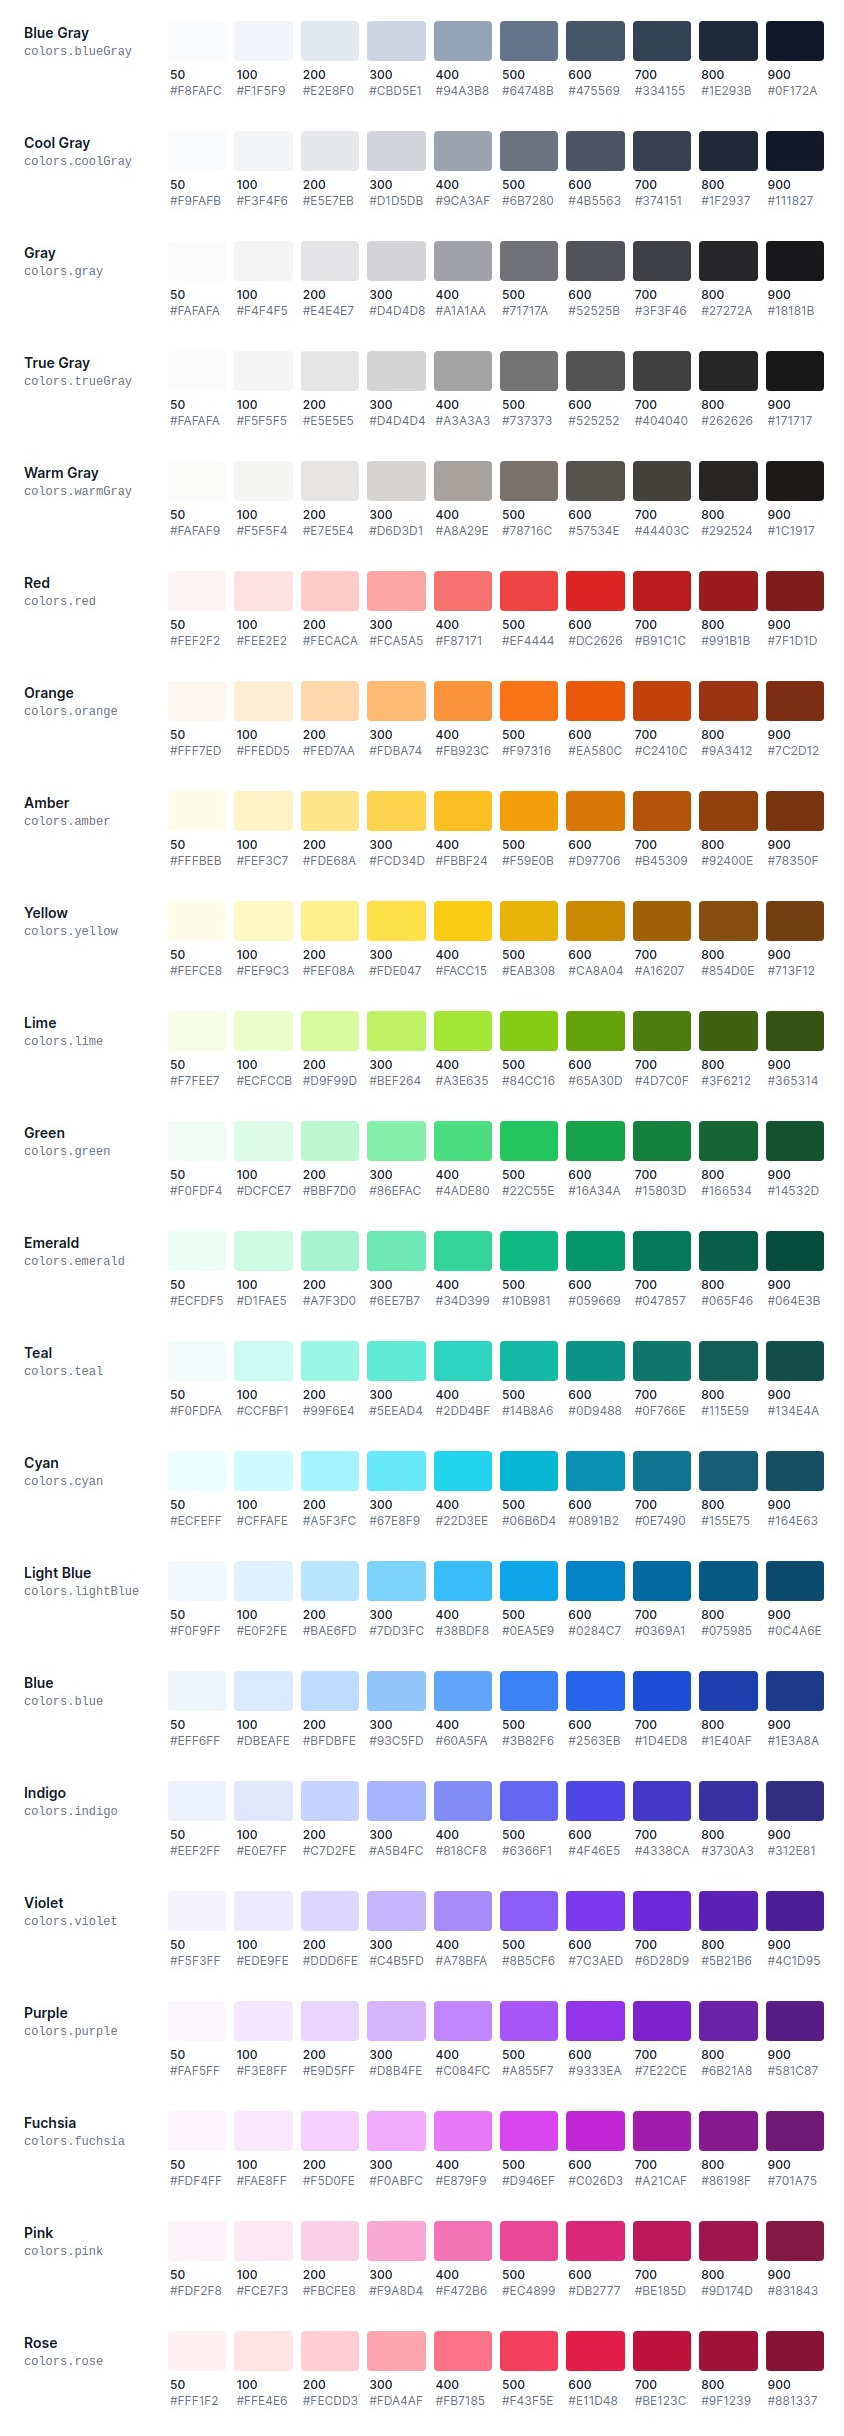 Blue Gray
colors.blueGray
50 100 200 300 400 500 600 700 800 900
#F8FAFC #F1F5F9 #E2E8F0 #CBD5E1 #94A3B8 #64748B #475569 #334155 #1E293B #0F172A
Cool Gray
colors.coolGray
50 100 200 300 400 500 600 700 800 900
#F9FAFB #F3F4F6 #E5E7EB #D1D5DB #9CA3AF #6B7280 #4B5563 #374151 #1F2937 #111827
Gray
colors.gray
50 100 200 300 400 500 600 700 800 900
#FAFAFA #F4F4F5 #E4E4E7 #D4D4D8 #A1A1AA #71717A #52525B #3F3F46 #27272A #18181B
True Gray
colors.trueGray
50 100 200 300 400 500 600 700 800 900
#FAFAFA #F5F5F5 #E5E5E5 #D4D4D4 #A3A3A3 #737373 #525252 #404040 #262626 #171717
Warm Gray
colors.warmGray
50 100 200 300 400 500 600 700 800 900
#FAFAF9 #F5F5F4 #E7E5E4 #D6D3D1 #A8A29E #78716C #57534E #44403C #292524 #1C1917
Red
colors.red
50 100 200 300 400 500 600 700 800 900
#FEF2F2 #FEE2E2 #FECACA #FCA5A5 #F87171 #EF4444 #DC2626 #B91C1C #991B1B #7F1D1D
Orange
colors.orange
50 100 200 300 400 500 600 700 800 900
#FFF7ED #FFEDD5 #FED7AA #FDBA74 #FB923C #F97316 #EA580C #C2410C #9A3412 #7C2D12
Amber
colors.amber
50 100 200 300 400 500 600 700 800 900
#FFFBEB #FEF3C7 #FDE68A #FCD34D #FBBF24 #F59E0B #D97706 #B45309 #92400E #78350F
Yellow
colors.yellow
50 100 200 300 400 500 600 700 800 900
#FEFCE8 #FEF9C3 #FEF08A #FDE047 #FACC15 #EAB308 #CA8A04 #A16207 #854D0E #713F12
Lime
colors.lime
50 100 200 300 400 500 600 700 800 900
#F7FEE7 #ECFCCB #D9F99D #BEF264 #A3E635 #84CC16 #65A30D #4D7C0F #3F6212 #365314
Green
colors.green
50 100 200 300 400 500 600 700 800 900
#F0FDF4 #DCFCE7 #BBF7D0 #86EFAC #4ADE80 #22C55E #16A34A #15803D #166534 #14532D
Emerald
colors.emerald
50 100 200 300 400 500 600 700 800 900
#ECFDF5 #D1FAE5 #A7F3D0 #6EE7B7 #34D399 #10B981 #059669 #047857 #065F46 #064E3B
Teal
colors.teal
50 100 200 300 400 500 600 700 800 900
#F0FDFA #CCFBF1 #99F6E4 #5EEAD4 #2DD4BF #14B8A6 #0D9488 #0F766E #115E59 #134E4A
Cyan
colors.cyan
50 100 200 300 400 500 600 700 800 900
#ECFEFF #CFFAFE #A5F3FC #67E8F9 #22D3EE #06B6D4 #0891B2 #0E7490 #155E75 #164E63
Light Blue
colors.lightBlue
50 100 200 300 400 500 600 700 800 900
#F0F9FF #E0F2FE #BAE6FD #7DD3FC #38BDF8 #0EA5E9 #0284C7 #0369A1 #075985 #0C4A6E
Blue
colors.blue
50 100 200 300 400 500 600 700 800 900
#EFF6FF #DBEAFE #BFDBFE #93C5FD #60A5FA #3B82F6 #2563EB #1D4ED8 #1E40AF #1E3A8A
Indigo
colors.indigo
50 100 200 300 400 500 600 700 800 900
#EEF2FF #E0E7FF #C7D2FE #A5B4FC #818CF8 #6366F1 #4F46E5 #4338CA #3730A3 #312E81
Violet
colors.violet
50 100 200 300 400 500 600 700 800 900
#F5F3FF #EDE9FE #DDD6FE #C4B5FD #A78BFA #8B5CF6 #7C3AED #6D28D9 #5B21B6 #4C1D95
Purple
colors.purple
50 100 200 300 400 500 600 700 800 900
#FAF5FF #F3E8FF #E9D5FF #D8B4FE #C084FC #A855F7 #9333EA #7E22CE #6B21A8 #581C87
Fuchsia
colors.fuchsia
50 100 200 300 400 500 600 700 800 900
#FDF4FF #FAE8FF #F5D0FE #F0ABFC #E879F9 #D946EF #C026D3 #A21CAF #86198F #701A75
Pink
colors.pink
50 100 200 300 400 500 600 700 800 900
#FDF2F8 #FCE7F3 #FBCFE8 #F9A8D4 #F472B6 #EC4899 #DB2777 #BE185D #9D174D #831843
Rose
colors.rose
50 100 200 300 400 500 600 700 800 900
#FFF1F2 #FFE4E6 #FECDD3 #FDA4AF #FB7185 #F43F5E #E11D48 #BE123C #9F1239 #881337